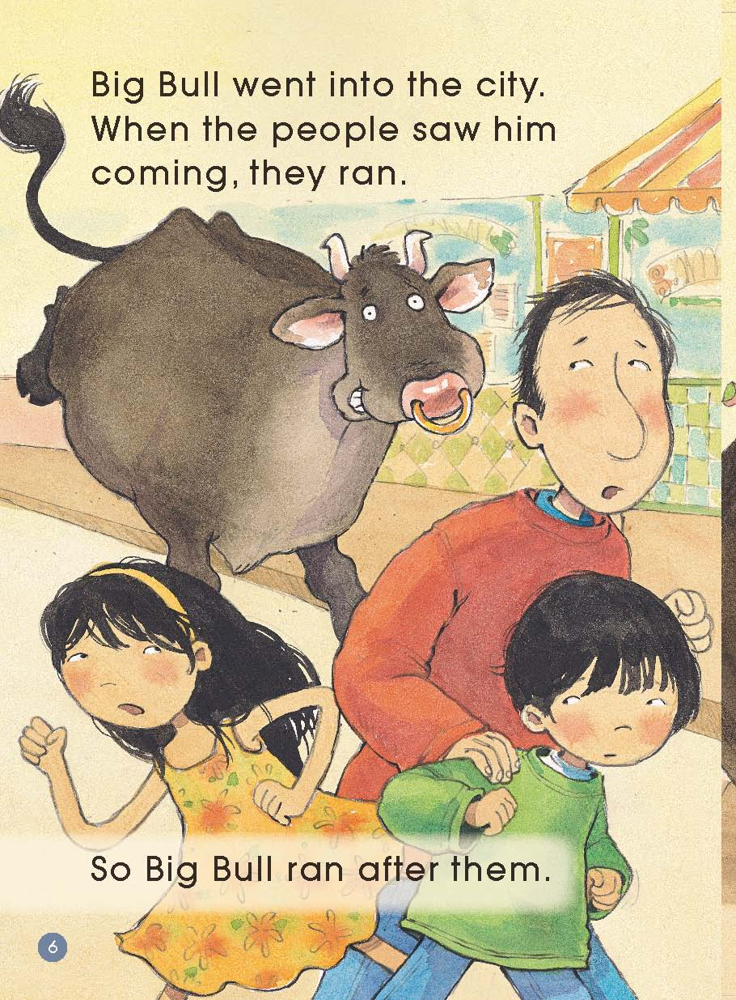 Big Bull went into the city.
When the people saw him
coming, they ran.
So Big Bull ran after them.
6